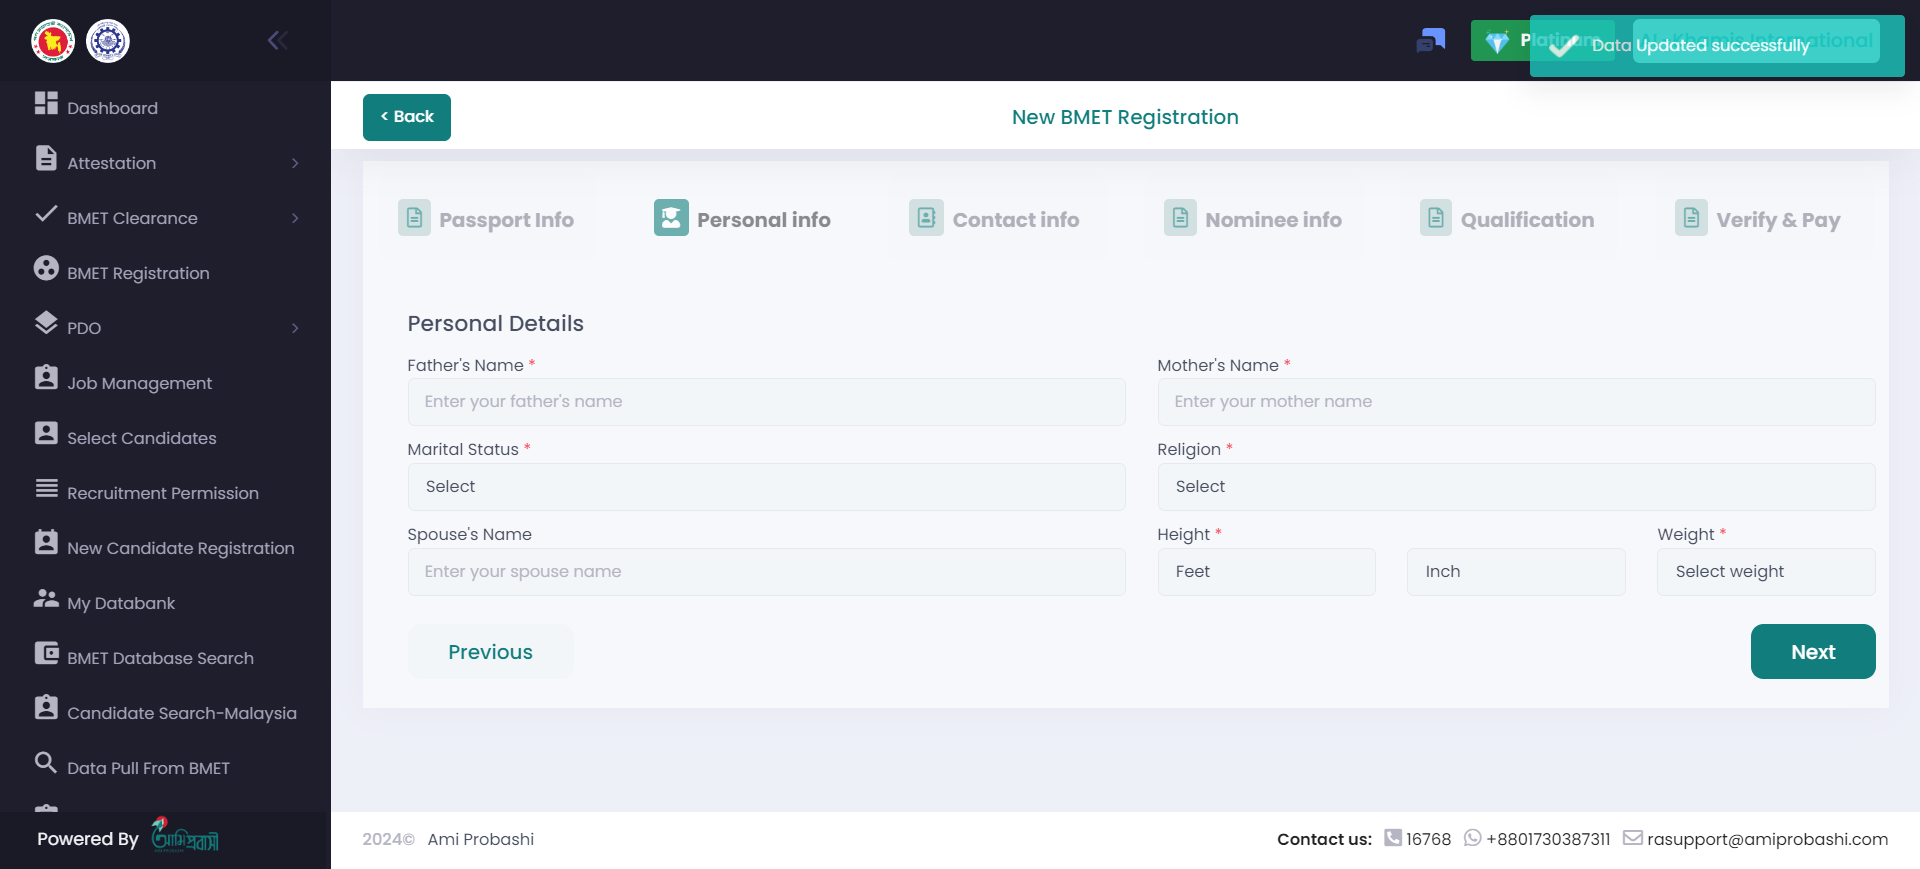 Platinum
Al - Khamis International
Data Updated successfully
Dashboard
Attestation
BMET Clearance
BMET Registration
PDO
Job Management
Select Candidates
Recruitment Permission
New Candidate Registration
My Databank
BMET Database Search
Candidate Search-Malaysia
Data Pull From BMET
Powered By আমি প্রবাসী
< Back
New BMET Registration
Passport Info
Personal info
Contact info
Nominee info
Qualification
Verify & Pay
Personal Details
Father's Name *
Mother's Name *
Enter your father's name
Enter your mother name
Marital Status *
Religion *
Select
Select
Spouse's Name
Height *
Weight *
Enter your spouse name
Feet
Inch
Select weight
Previous
Next
2024© Ami Probashi
Contact us: 16768 +8801730387311 rasupport@amiprobashi.com